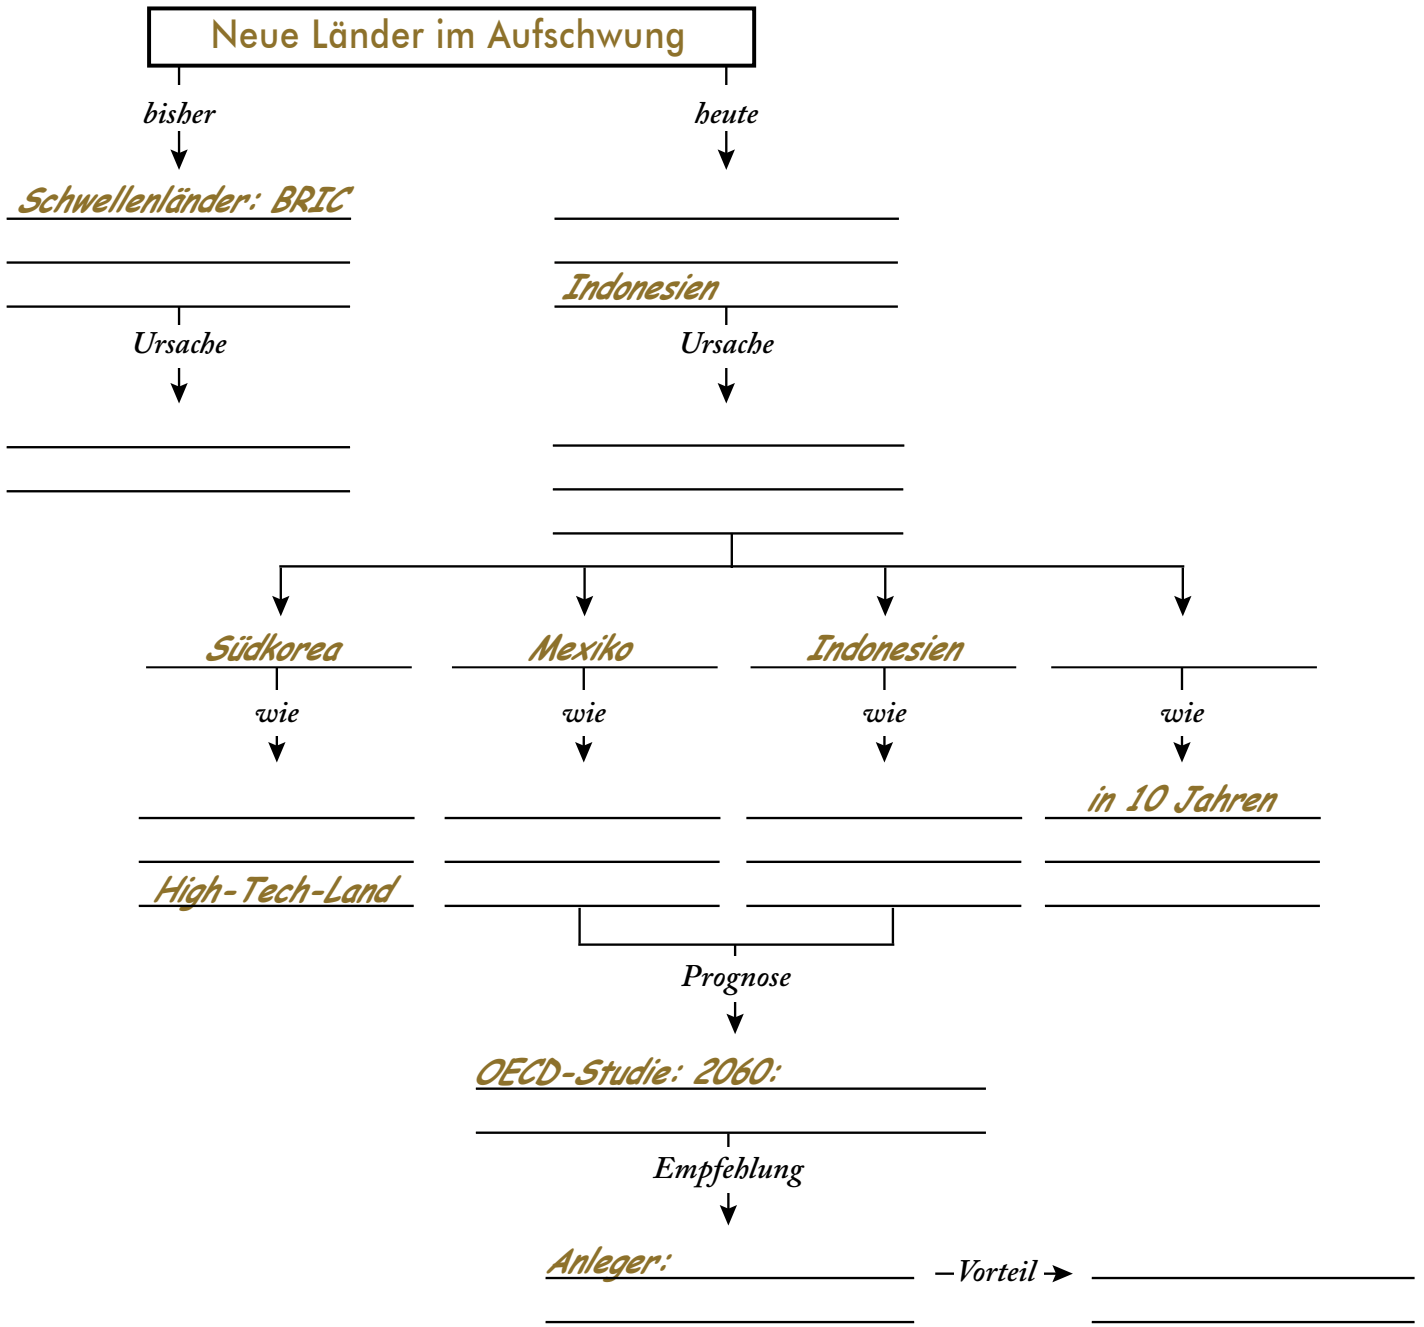 Neue Länder im Aufschwung
bisher
heute
Schwellenländer: BRIC
Indonesien
Ursache
Ursache
Südkorea
Mexiko
Indonesien
wie
wie
wie
wie
in 10 Jahren
High-Tech-Land
Prognose
OECD-Studie: 2060:
Empfehlung
Anleger:
–Vorteil